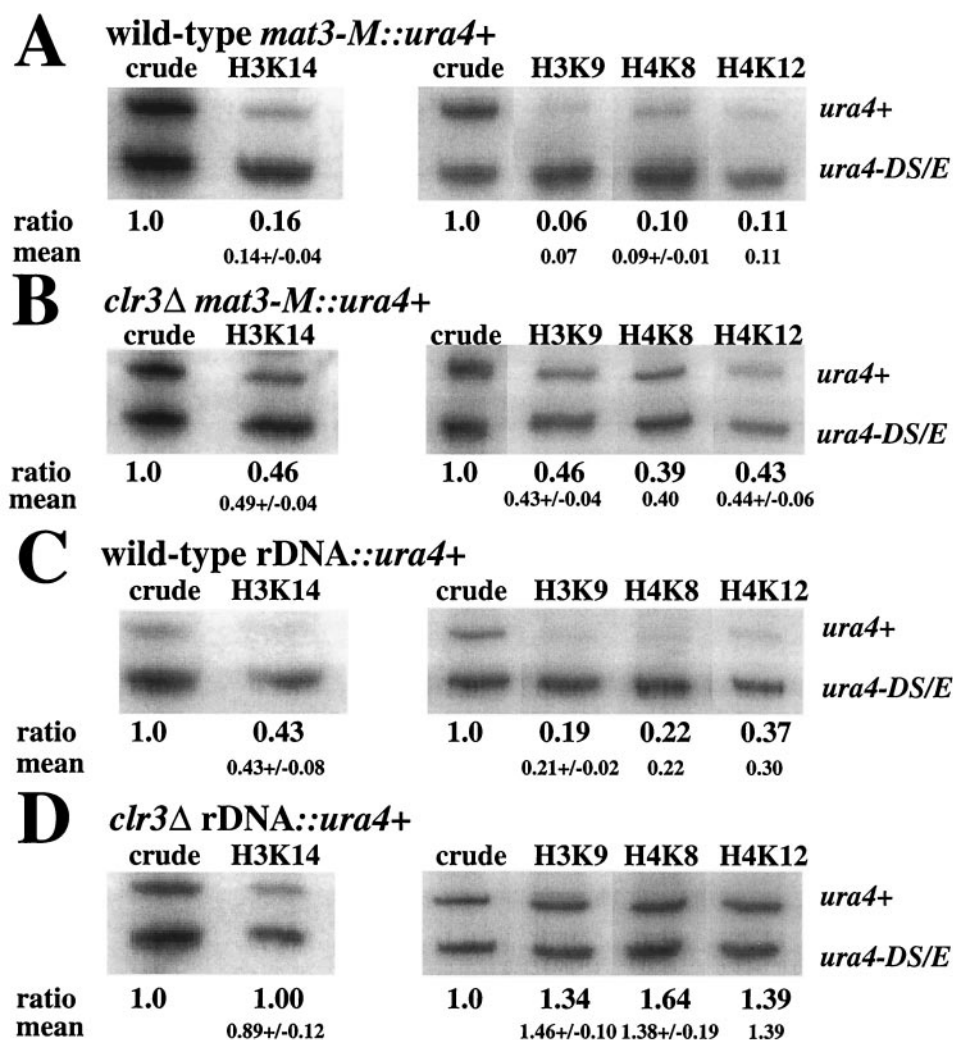 A wild-type mat3-M::ura4+
crude H3K14 crude H3K9 H4K8 H4K12
ura4+
ura4-DS/E
ratio 1.0 0.16 1.0 0.06 0.10 0.11
mean 0.14+/-0.04 0.07 0.09+/-0.01 0.11
B clr3Δ mat3-M::ura4+
crude H3K14 crude H3K9 H4K8 H4K12
ura4+
ura4-DS/E
ratio 1.0 0.46 1.0 0.46 0.39 0.43
mean 0.49+/-0.04 0.43+/-0.04 0.40 0.44+/-0.06
C wild-type rDNA::ura4+
crude H3K14 crude H3K9 H4K8 H4K12
ura4+
ura4-DS/E
ratio 1.0 0.43 1.0 0.19 0.22 0.37
mean 0.43+/-0.08 0.21+/-0.02 0.22 0.30
D clr3Δ rDNA::ura4+
crude H3K14 crude H3K9 H4K8 H4K12
ura4+
ura4-DS/E
ratio 1.0 1.00 1.0 1.34 1.64 1.39
mean 0.89+/-0.12 1.46+/-0.10 1.38+/-0.19 1.39